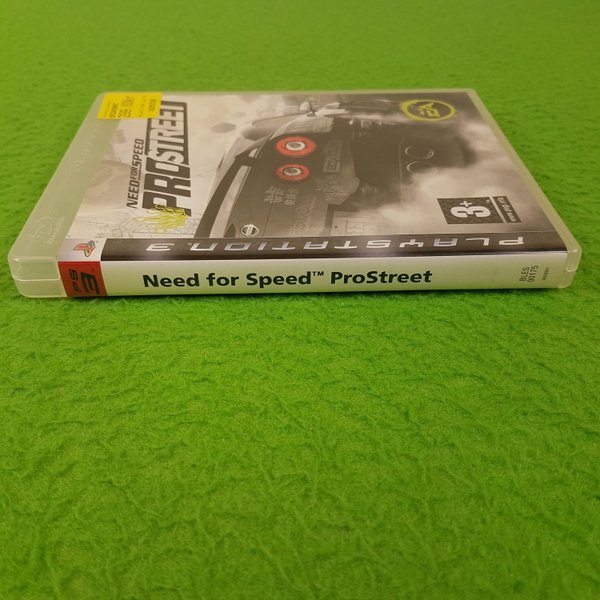 NEED FOR SPEED
PROSTREET
EA
3+
PLAYSTATION 3
PS3
Need for Speed™ ProStreet
BLES
00175